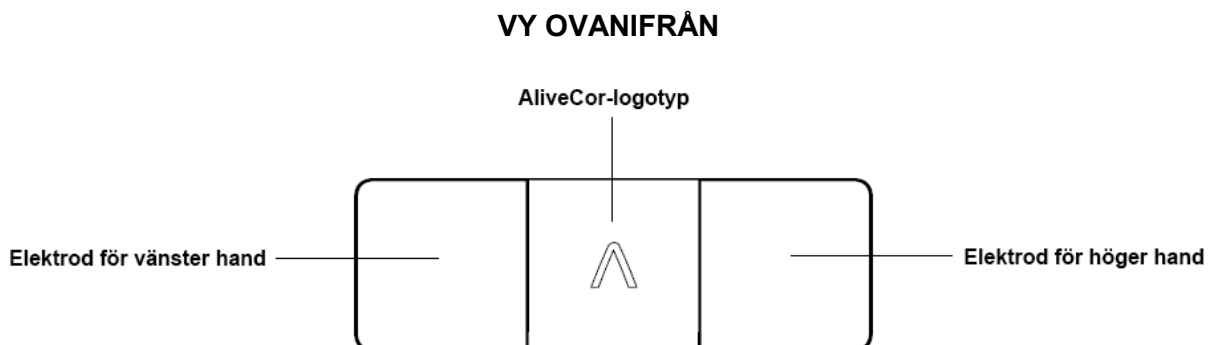 VY OVANIFRÅN
AliveCor-logotyp
Elektrod för vänster hand
Elektrod för höger hand